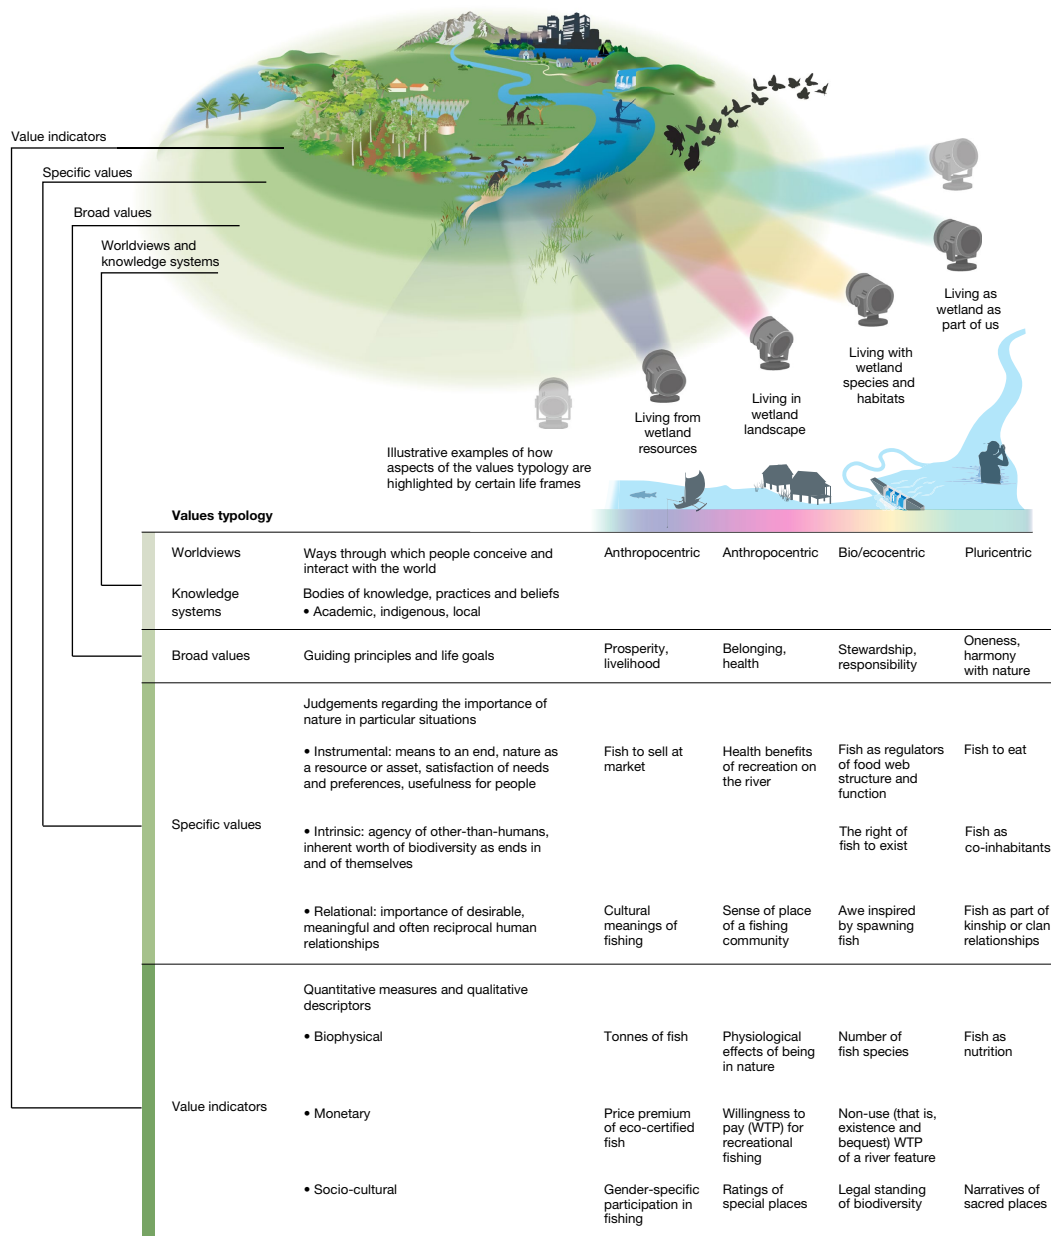 Value indicators
Specific values
Broad values
Worldviews and
knowledge systems
Living as
wetland as
part of us
Living with
wetland
species and
habitats
Living in
wetland
landscape
Living from
wetland
resources
Illustrative examples of how
aspects of the values typology are
highlighted by certain life frames
Values typology
Worldviews
Ways through which people conceive and
interact with the world
Anthropocentric
Anthropocentric
Bio/ecocentric
Pluricentric
Knowledge
systems
Bodies of knowledge, practices and beliefs
• Academic, indigenous, local
Broad values
Guiding principles and life goals
Prosperity,
livelihood
Belonging,
health
Stewardship,
responsibility
Oneness,
harmony
with nature
Specific values
Judgements regarding the importance of
nature in particular situations
• Instrumental: means to an end, nature as
a resource or asset, satisfaction of needs
and preferences, usefulness for people
Fish to sell at
market
Health benefits
of recreation on
the river
Fish as regulators
of food web
structure and
function
Fish to eat
• Intrinsic: agency of other-than-humans,
inherent worth of biodiversity as ends in
and of themselves
The right of
fish to exist
Fish as
co-inhabitants
• Relational: importance of desirable,
meaningful and often reciprocal human
relationships
Cultural
meanings of
fishing
Sense of place
of a fishing
community
Awe inspired
by spawning
fish
Fish as part of
kinship or clan
relationships
Value indicators
Quantitative measures and qualitative
descriptors
• Biophysical
Tonnes of fish
Physiological
effects of being
in nature
Number of
fish species
Fish as
nutrition
• Monetary
Price premium
of eco-certified
fish
Willingness to
pay (WTP) for
recreational
fishing
Non-use (that is,
existence and
bequest) WTP
of a river feature
• Socio-cultural
Gender-specific
participation in
fishing
Ratings of
special places
Legal standing
of biodiversity
Narratives of
sacred places